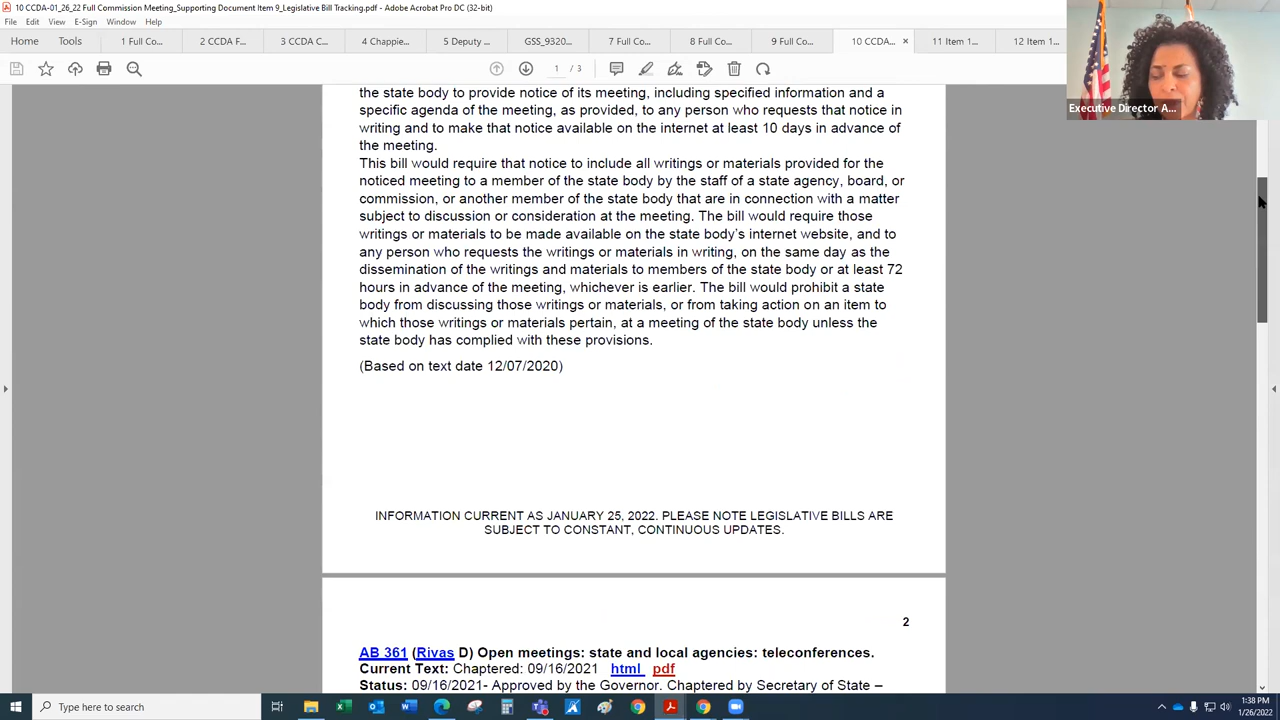 10 CCDA-01_26_22 Full Commission Meeting_Supporting Document Item 9_Legislative Bill Tracking.pdf - Adobe Acrobat Pro DC (32-bit)
File Edit View E-Sign Window Help
Home Tools 1 Full Co... 2 CCDA F... 3 CCDA C... 4 Chappie... 5 Deputy ... GSS_9320... 7 Full Co... 8 Full Co... 9 Full Co... 10 CCDA... × 11 Item 1... 12 Item 1...
1 / 3
Executive Director A...
the state body to provide notice of its meeting, including specified information and a
specific agenda of the meeting, as provided, to any person who requests that notice in
writing and to make that notice available on the internet at least 10 days in advance of
the meeting.
This bill would require that notice to include all writings or materials provided for the
noticed meeting to a member of the state body by the staff of a state agency, board, or
commission, or another member of the state body that are in connection with a matter
subject to discussion or consideration at the meeting. The bill would require those
writings or materials to be made available on the state body's internet website, and to
any person who requests the writings or materials in writing, on the same day as the
dissemination of the writings and materials to members of the state body or at least 72
hours in advance of the meeting, whichever is earlier. The bill would prohibit a state
body from discussing those writings or materials, or from taking action on an item to
which those writings or materials pertain, at a meeting of the state body unless the
state body has complied with these provisions.
(Based on text date 12/07/2020)
INFORMATION CURRENT AS JANUARY 25, 2022. PLEASE NOTE LEGISLATIVE BILLS ARE
SUBJECT TO CONSTANT, CONTINUOUS UPDATES.
2
AB 361 (Rivas D) Open meetings: state and local agencies: teleconferences.
Current Text: Chartered: 09/16/2021 html pdf
Status: 09/16/2021- Approved by the Governor. Chaptered by Secretary of State –
Type here to search
1:38 PM
1/26/2022